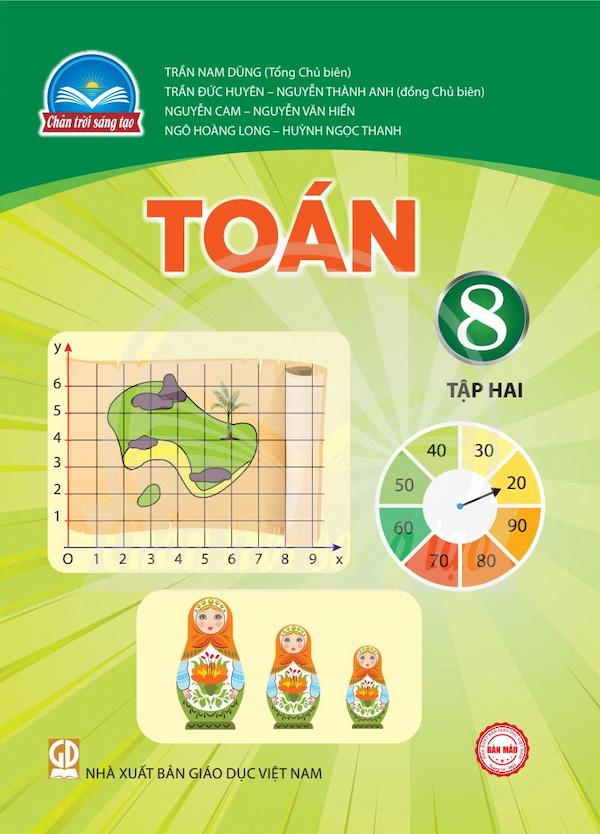 TRẦN NAM DŨNG (Tổng Chủ biên)
TRẦN ĐỨC HUYÊN – NGUYỄN THÀNH ANH (đồng Chủ biên)
NGUYỄN CAM – NGUYỄN VĂN HIỂN
NGÔ HOÀNG LONG – HUỲNH NGỌC THANH
Chân trời sáng tạo
TOÁN
8
TẬP HAI
y
6
5
4
3
2
1
O 1 2 3 4 5 6 7 8 9 x
40 30
50 20
60 90
70 80
GD
NHÀ XUẤT BẢN GIÁO DỤC VIỆT NAM
BẢN MẪU